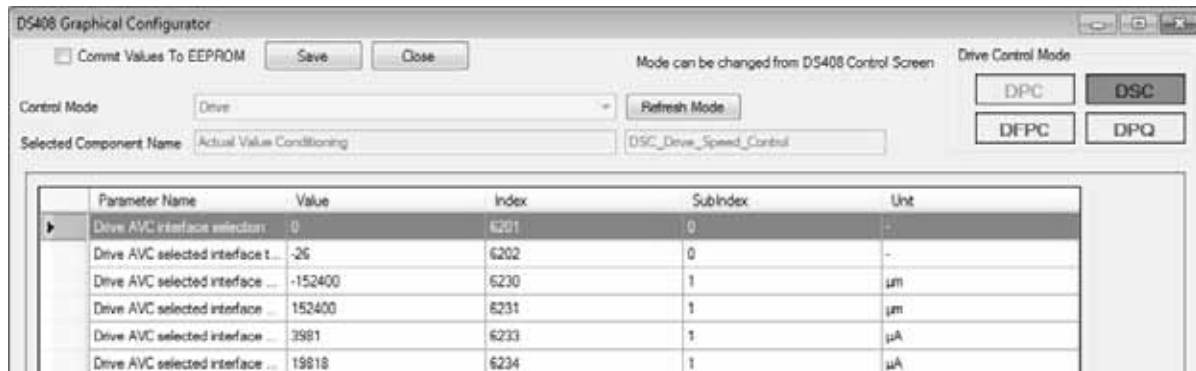 DS408 Graphical Configurator
Commit Values To EEPROM Save Close Mode can be changed from DS408 Control Screen Drive Control Mode
DPC DSC
Control Mode Drive Refresh Mode
DFPC DPQ
Selected Component Name Actual Value Conditioning DSC_Drive_Speed_Control
Parameter Name Value Index SubIndex Unit
Drive AVC interface selection 0 6201 0 -
Drive AVC selected interface t... -26 6202 0 -
Drive AVC selected interface ... -152400 6230 1 µm
Drive AVC selected interface ... 152400 6231 1 µm
Drive AVC selected interface ... 3981 6233 1 µA
Drive AVC selected interface ... 19818 6234 1 µA